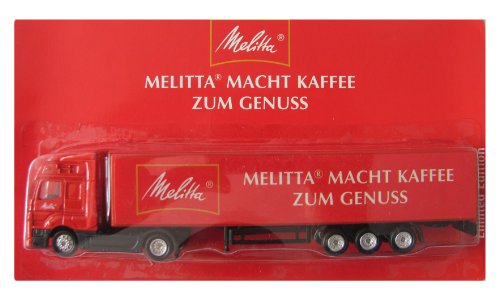 Melitta®
MELITTA® MACHT KAFFEE
ZUM GENUSS
Melitta®
MELITTA® MACHT KAFFEE
ZUM GENUSS
Limited Edition